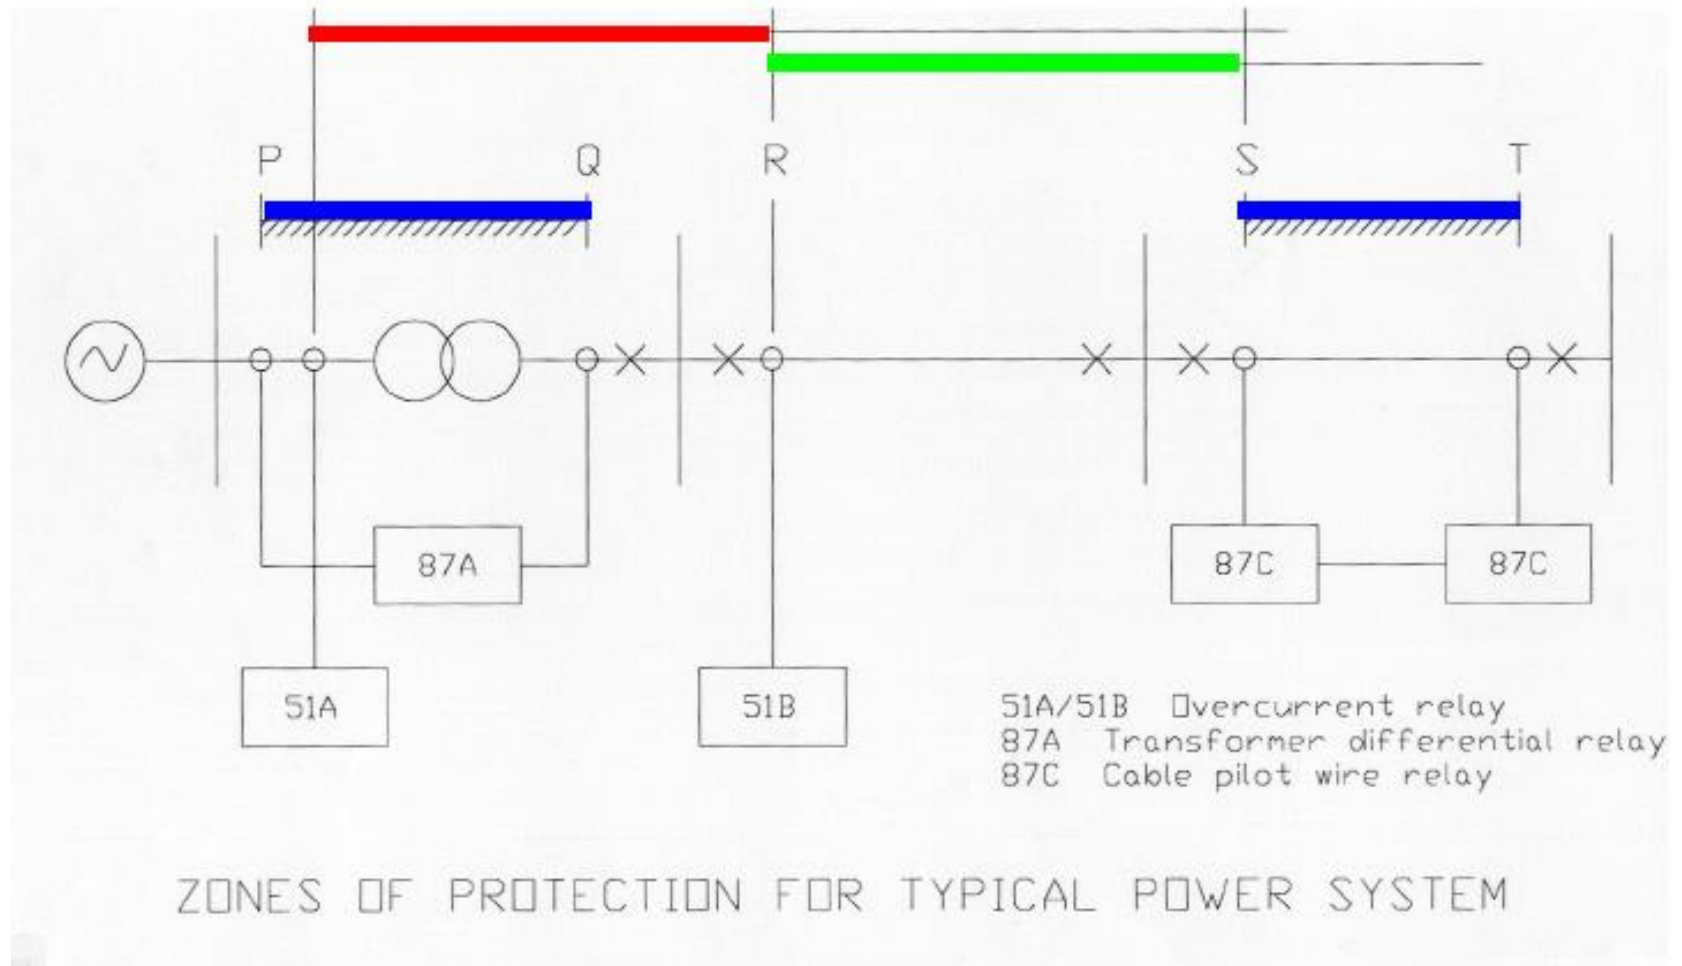 P Q R S T
87A 87C 87C
51A 51B
51A/51B Overcurrent relay
87A Transformer differential relay
87C Cable pilot wire relay
ZONES OF PROTECTION FOR TYPICAL POWER SYSTEM